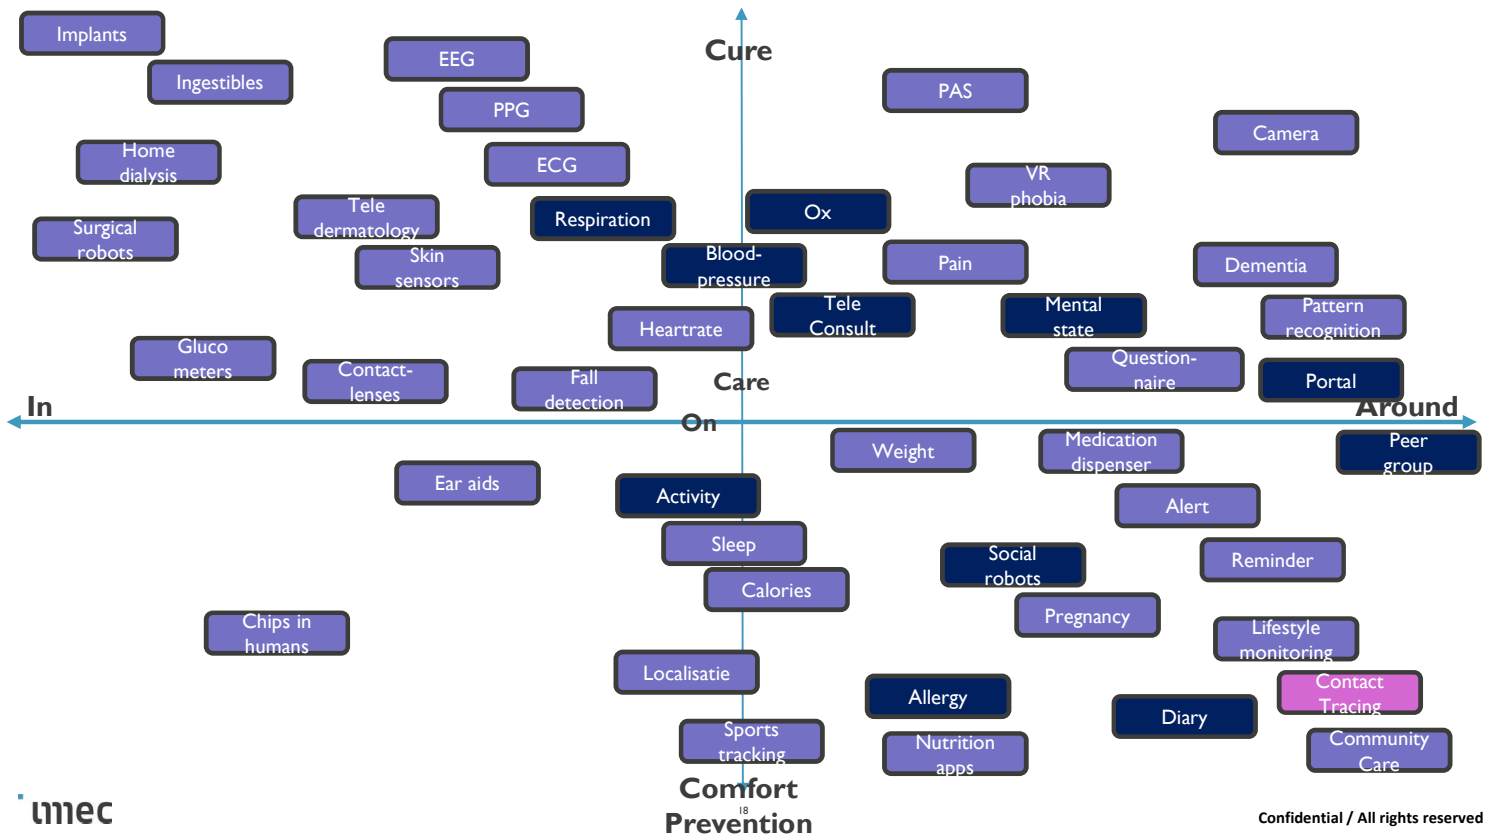 Implants
Ingestibles
EEG
PPG
ECG
Cure
PAS
Camera
Home
dialysis
Tele
dermatology
Respiration
Ox
VR
phobia
Surgical
robots
Skin
sensors
Blood-
pressure
Pain
Dementia
Heartrate
Tele
Consult
Mental
state
Pattern
recognition
Gluco
meters
Contact-
lenses
Fall
detection
Care
Question-
naire
Portal
In
On
Around
Weight
Medication
dispenser
Peer
group
Ear aids
Activity
Alert
Sleep
Social
robots
Reminder
Calories
Pregnancy
Chips in
humans
Lifestyle
monitoring
Localisatie
Allergy
Diary
Contact
Tracing
Sports
tracking
Nutrition
apps
Community
Care
Comfort
Prevention
18
imec
Confidential / All rights reserved